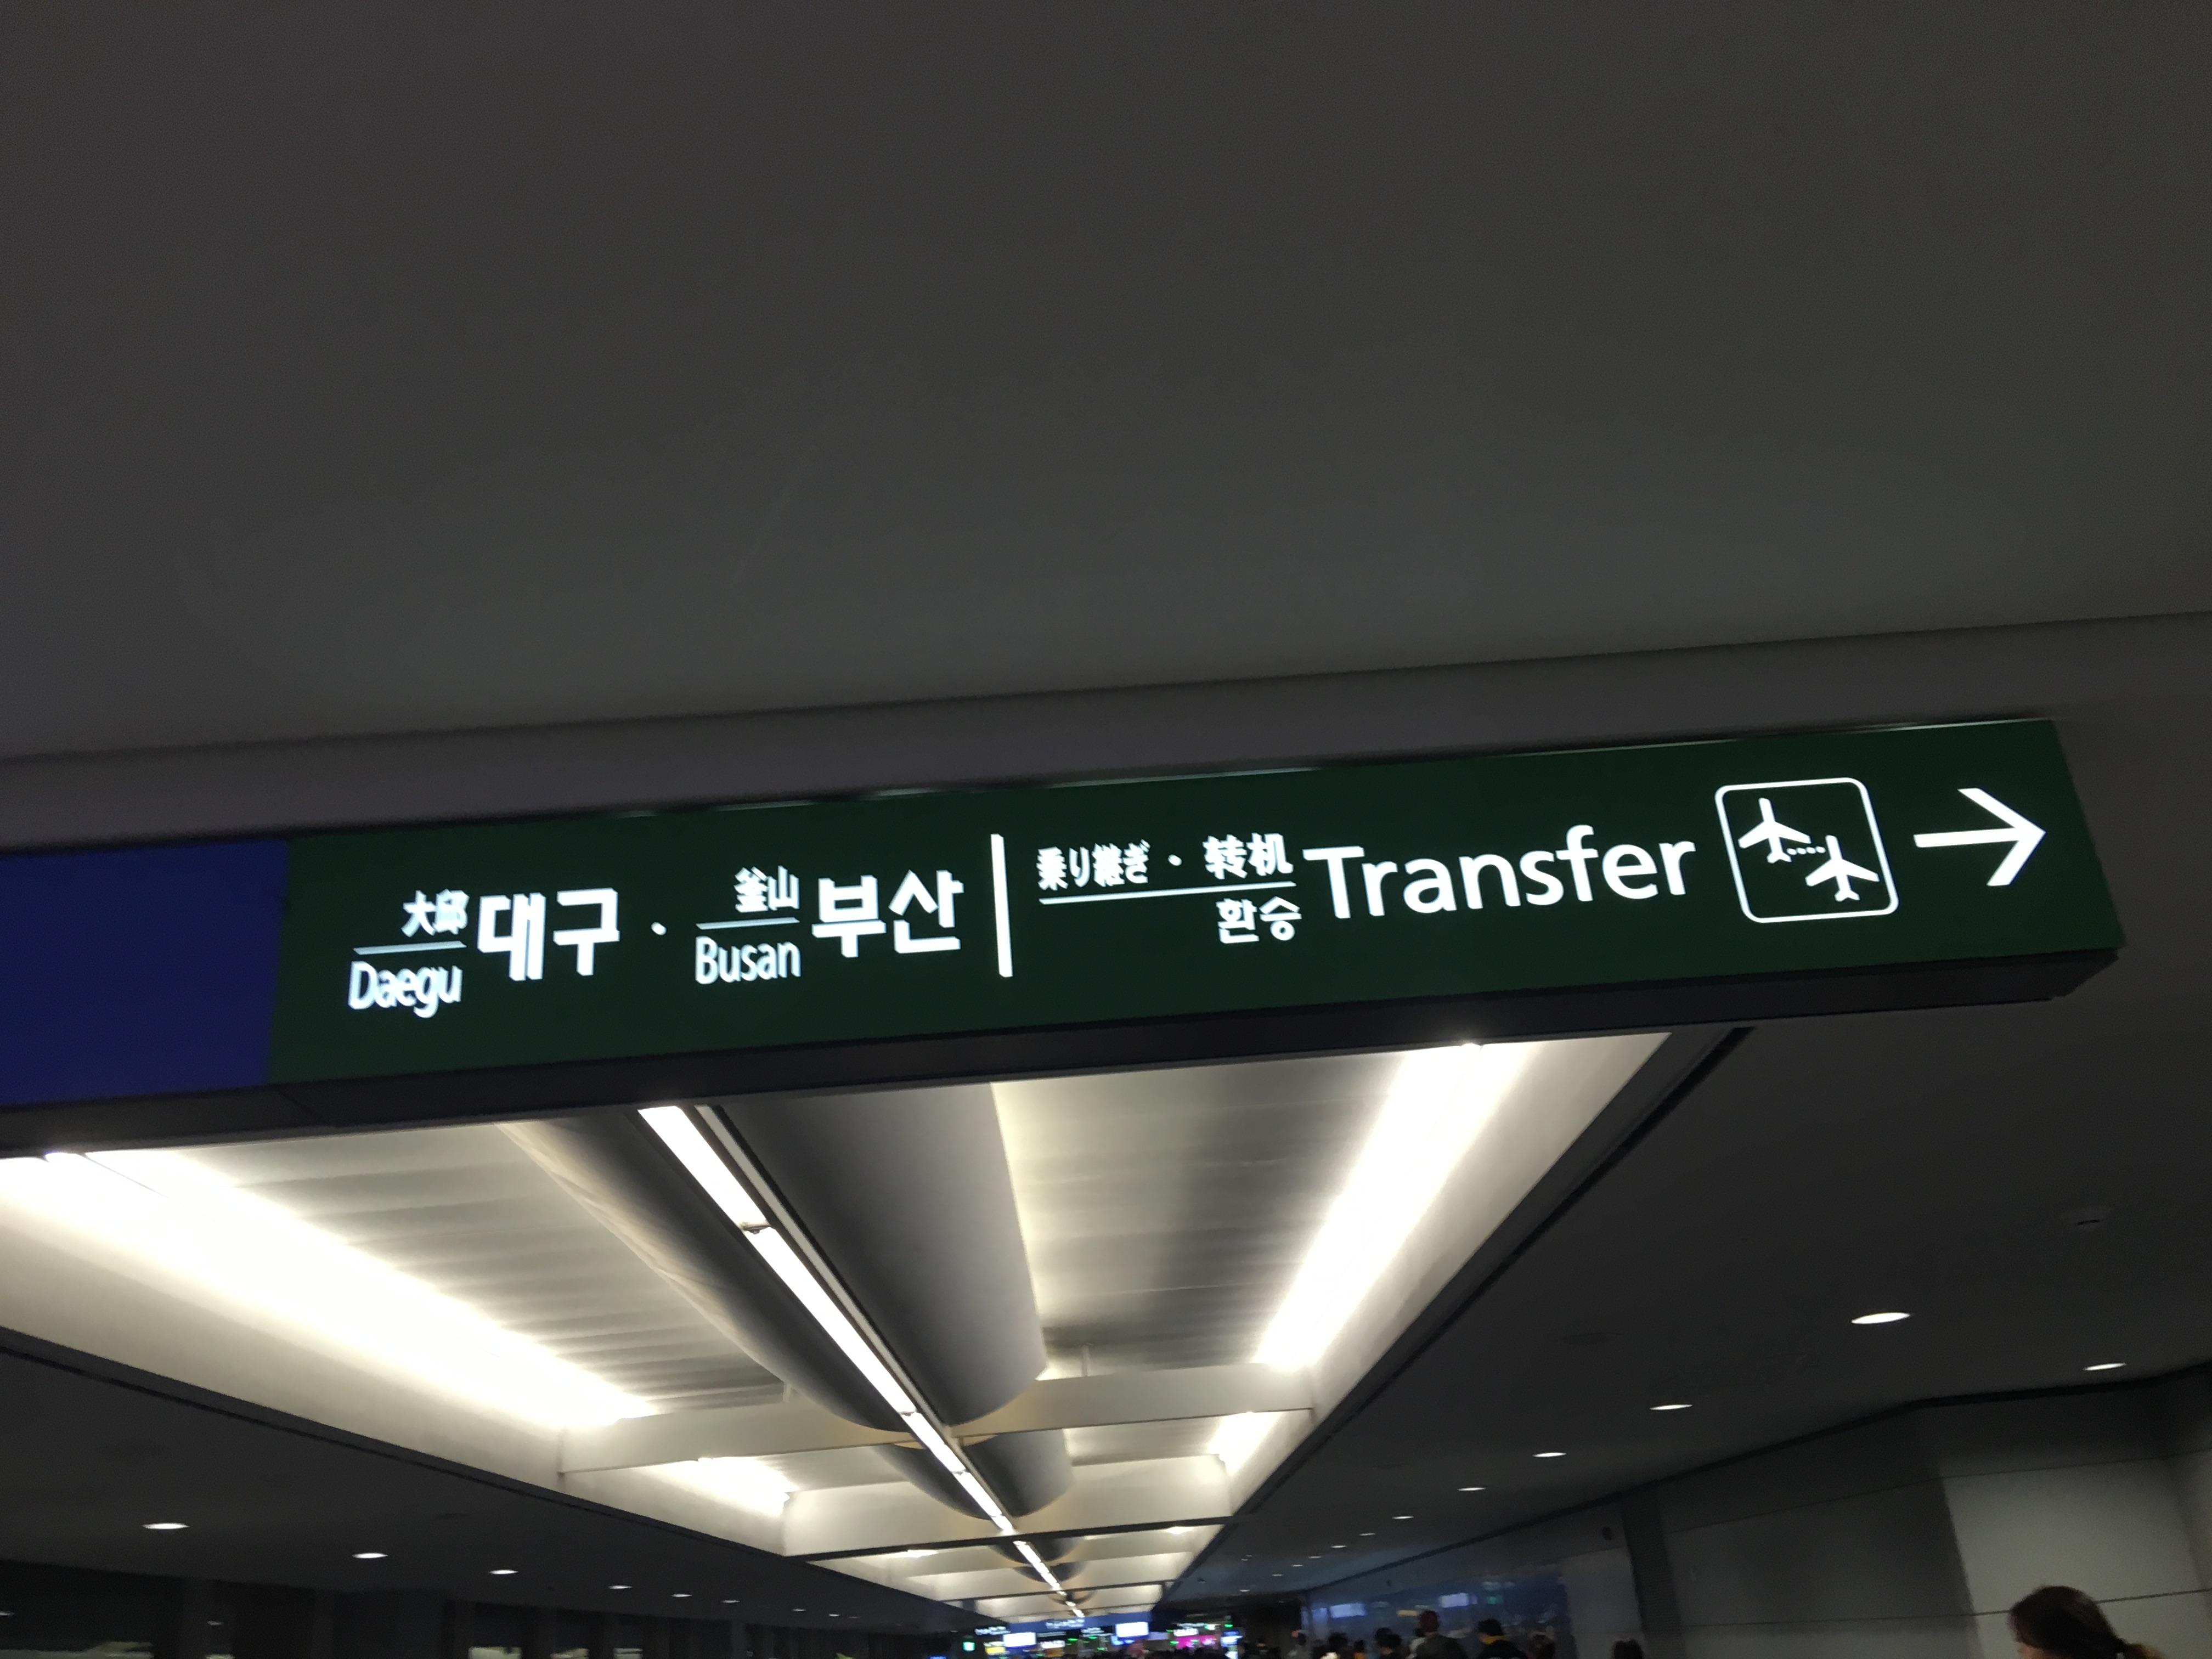 大邱
Daegu
대구
·
釜山
Busan
부산
乗り継ぎ · 转机
환승
Transfer